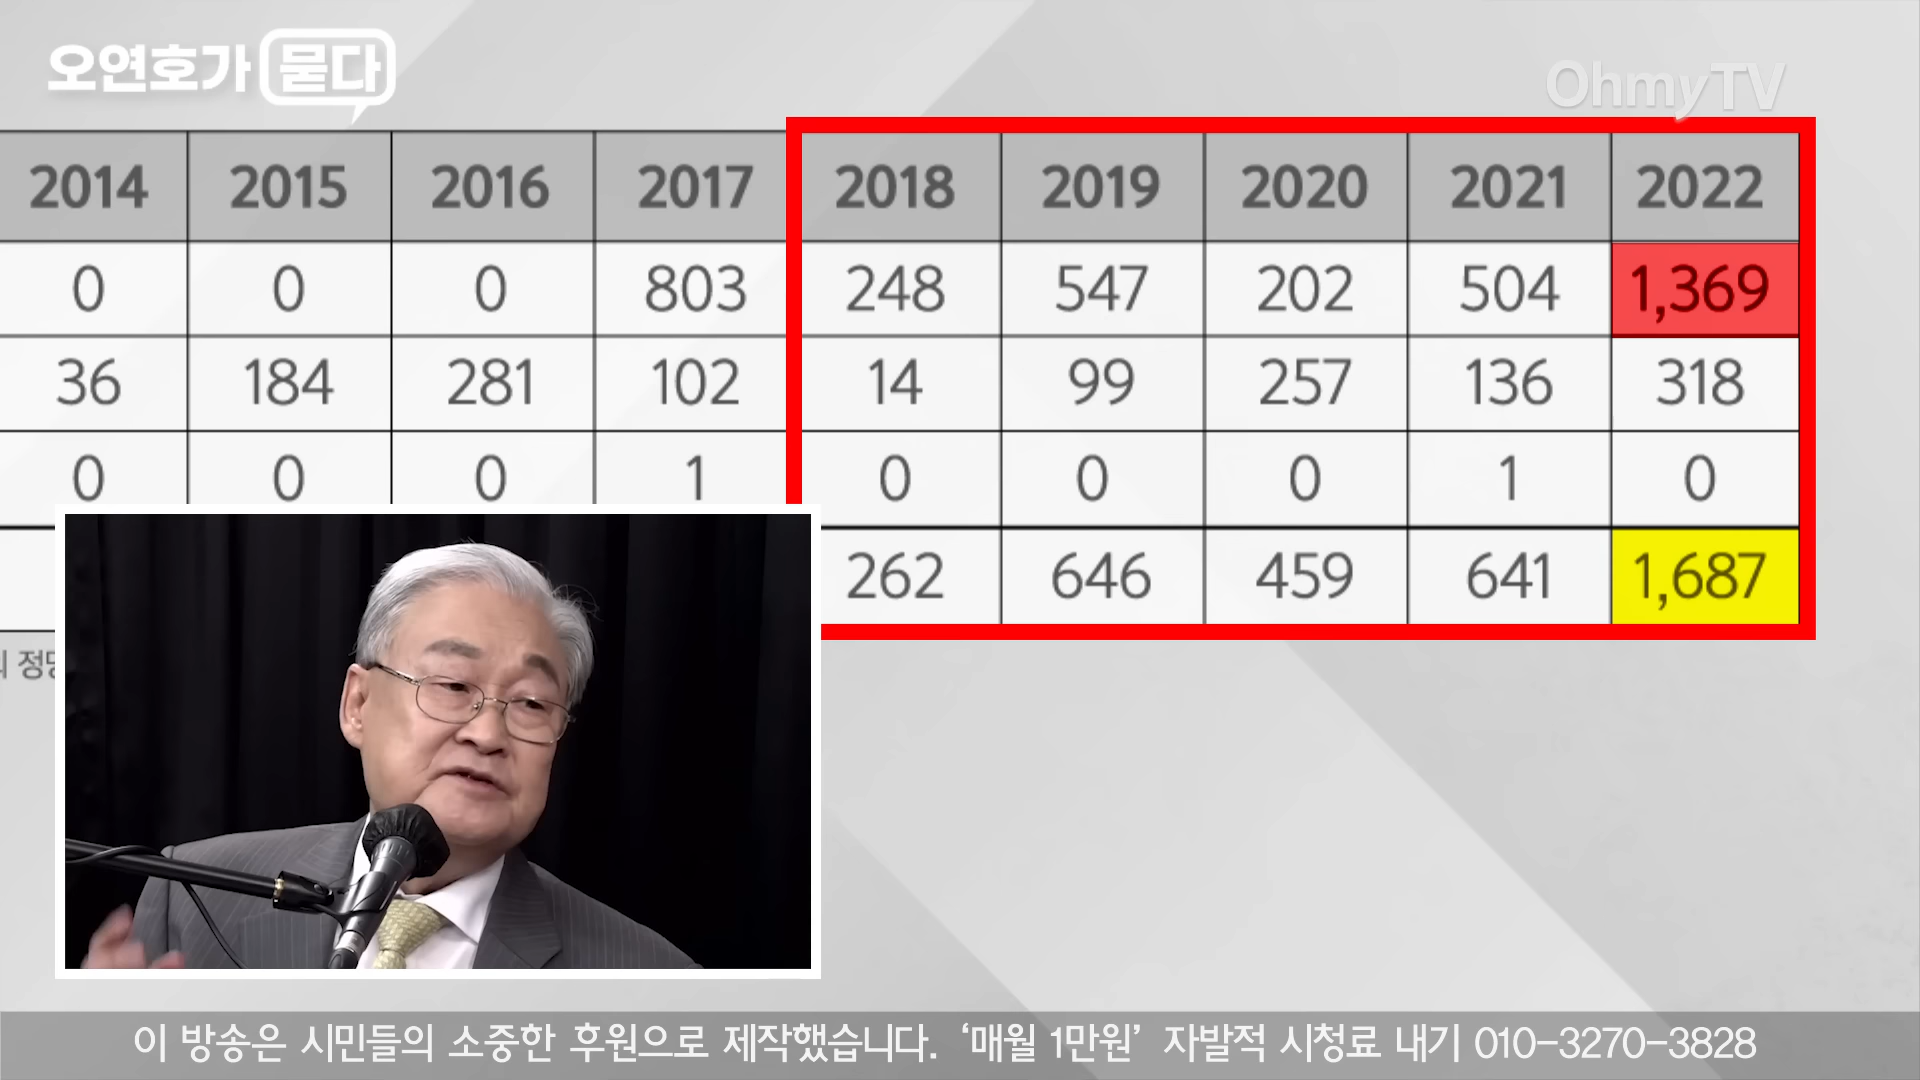 오연호가 묻다
OhmyTV
2014 2015 2016 2017 2018 2019 2020 2021 2022
0 0 0 803 248 547 202 504 1,369
36 184 281 102 14 99 257 136 318
0 0 0 1 0 0 0 1 0
262 646 459 641 1,687
이 방송은 시민들의 소중한 후원으로 제작했습니다. ‘매월 1만원’ 자발적 시청료 내기 010-3270-3828